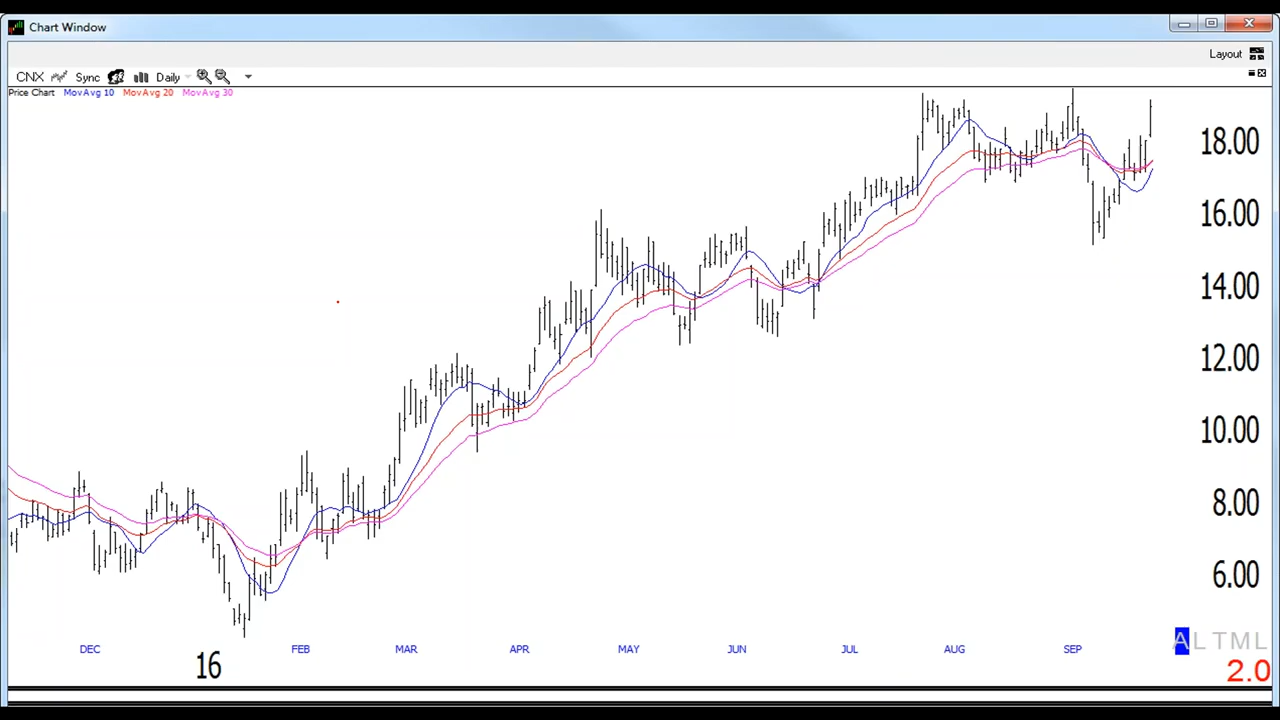 Chart Window
Layout
CNX Sync Daily
Price Chart MovAvg 10 MovAvg 20 MovAvg 30
18.00
16.00
14.00
12.00
10.00
8.00
6.00
A L T M L
DEC 16 FEB MAR APR MAY JUN JUL AUG SEP
2.0